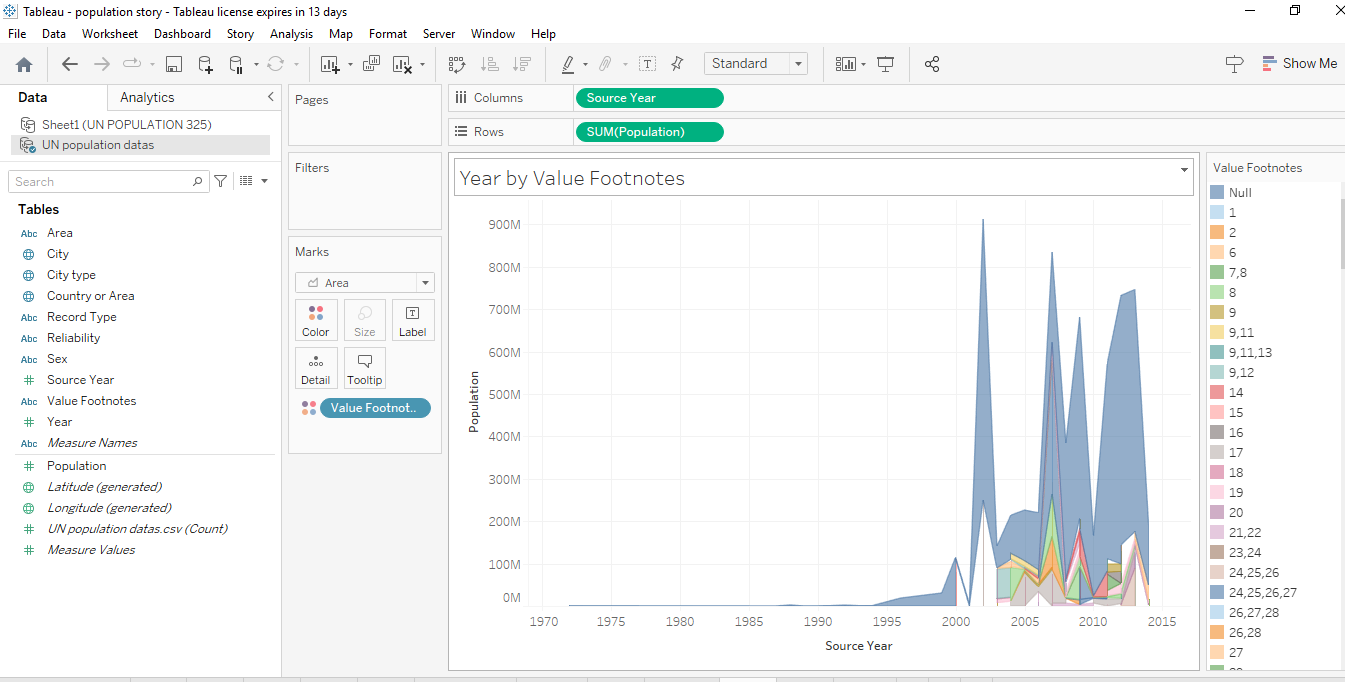 Tableau - population story - Tableau license expires in 13 days
File Data Worksheet Dashboard Story Analysis Map Format Server Window Help
Standard
Show Me
Data Analytics
Sheet1 (UN POPULATION 325)
UN population datas
Search
Tables
Abc Area
City
City type
Country or Area
Abc Record Type
Abc Reliability
Abc Sex
# Source Year
Abc Value Footnotes
# Year
Abc Measure Names
# Population
Latitude (generated)
Longitude (generated)
# UN population datas.csv (Count)
# Measure Values
Pages
Filters
Marks
Area
Color Size Label
Detail Tooltip
Value Footnot..
Columns Source Year
Rows SUM(Population)
Year by Value Footnotes
Population
900M
800M
700M
600M
500M
400M
300M
200M
100M
0M
1970 1975 1980 1985 1990 1995 2000 2005 2010 2015
Source Year
Value Footnotes
Null
1
2
6
7,8
8
9
9,11
9,11,13
9,12
14
15
16
17
18
19
20
21,22
23,24
24,25,26
24,25,26,27
26,27,28
26,28
27